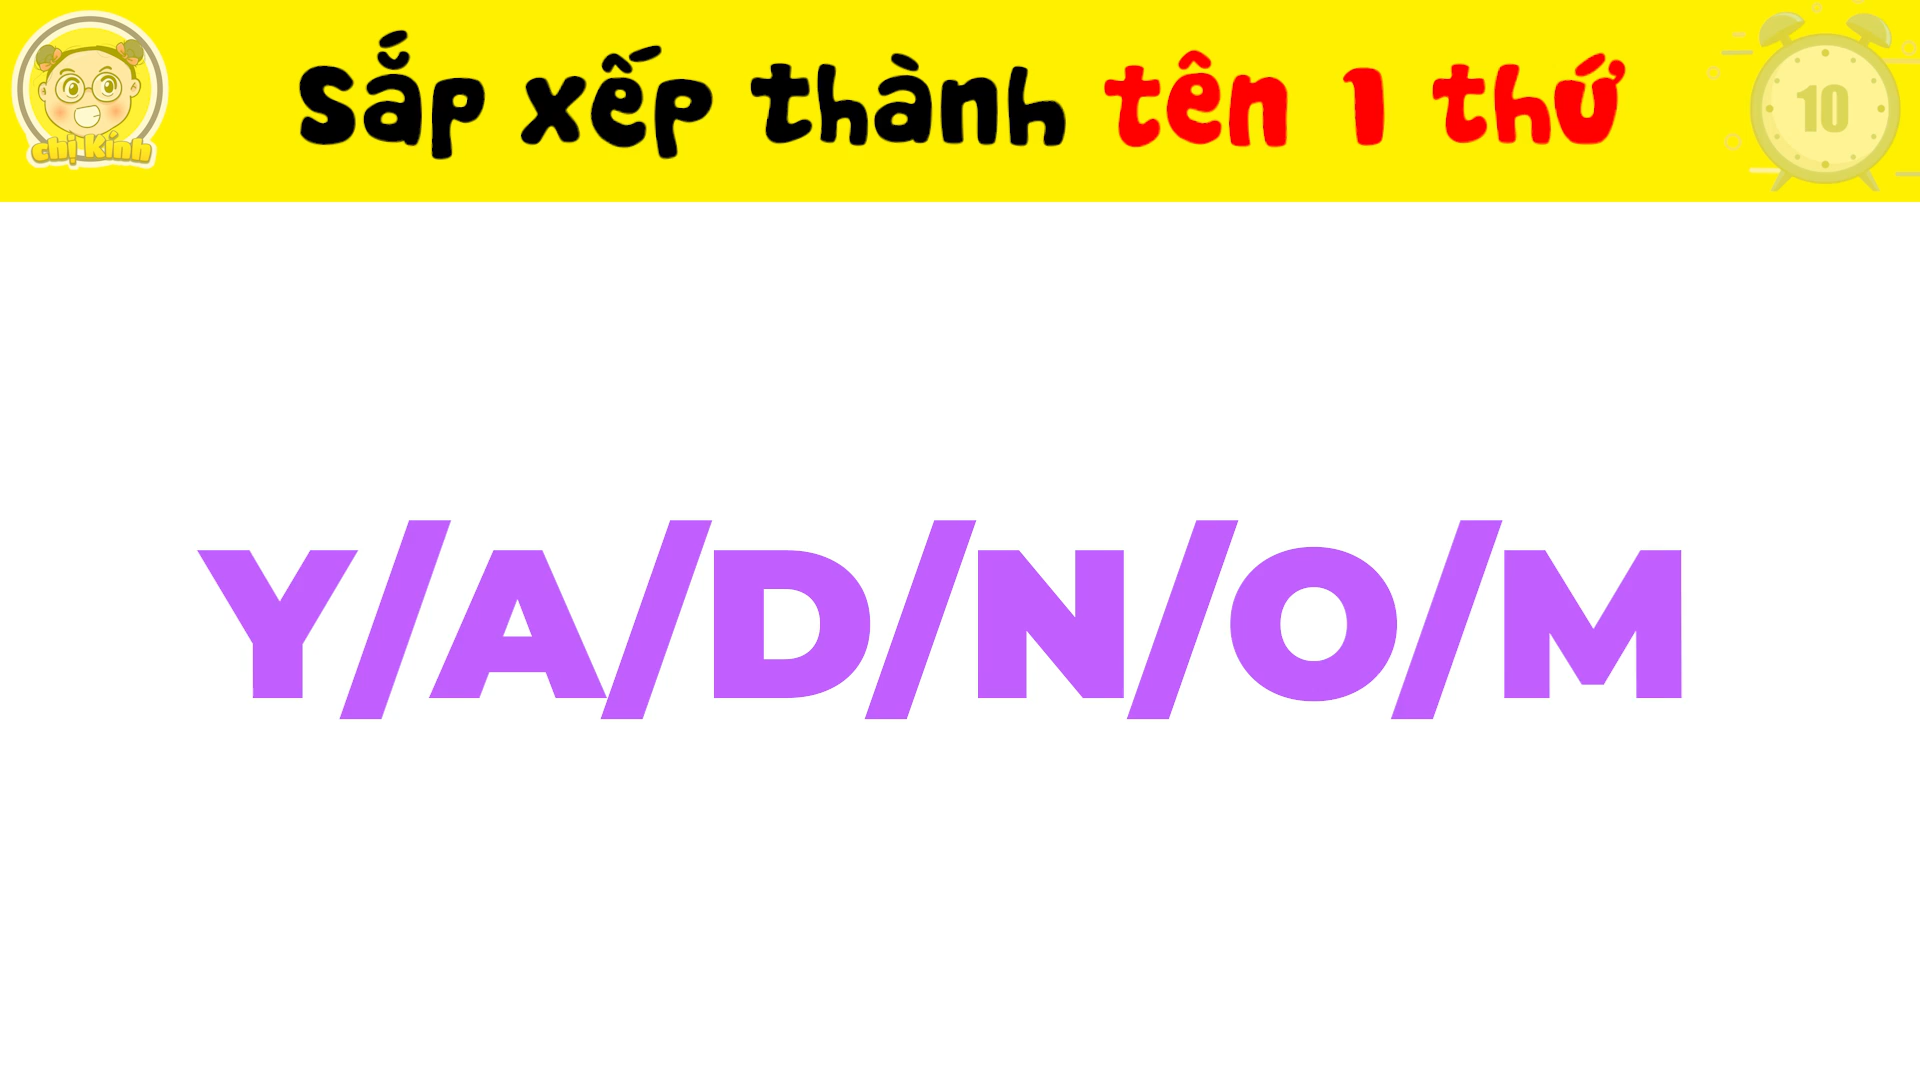 Sắp xếp thành tên 1 thứ
chị Kính
10
Y/A/D/N/O/M